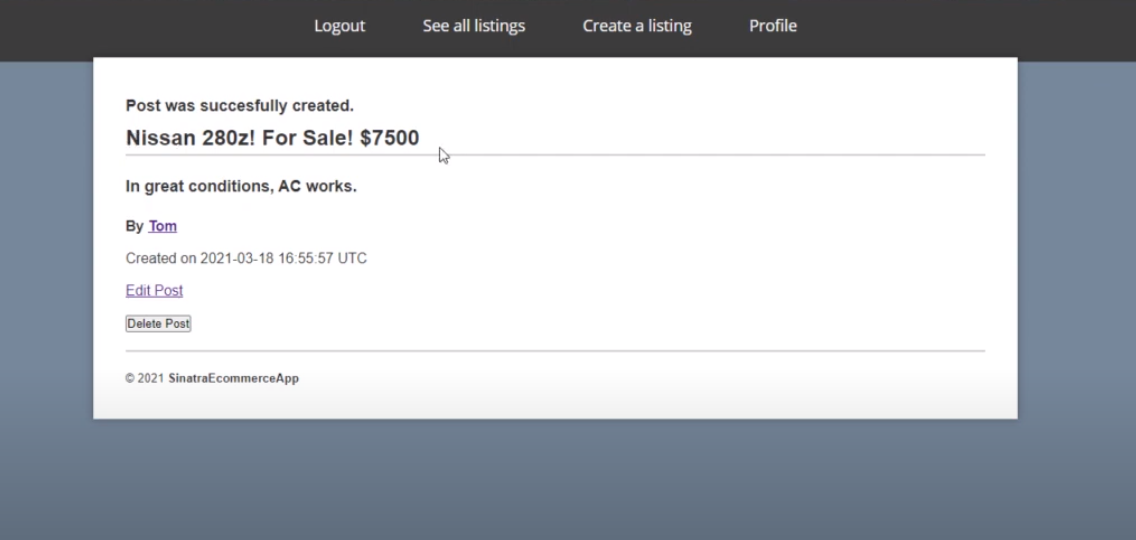 Logout See all listings Create a listing Profile
Post was succesfully created.
Nissan 280z! For Sale! $7500
In great conditions, AC works.
By Tom
Created on 2021-03-18 16:55:57 UTC
Edit Post
Delete Post
© 2021 SinatraEcommerceApp